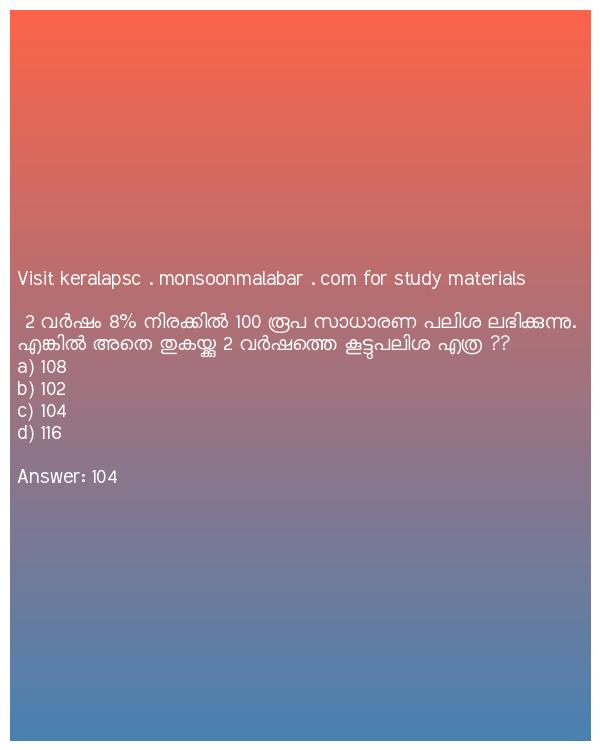 Visit keralapsc . monsoonmalabar . com for study materials
2 വർഷം 8% നിരക്കിൽ 100 രൂപ സാധാരണ പലിശ ലഭിക്കുന്നു.
എങ്കിൽ അതെ തുകയ്ക്കു 2 വർഷത്തെ കൂട്ടുപലിശ എത്ര ??
a) 108
b) 102
c) 104
d) 116
Answer: 104